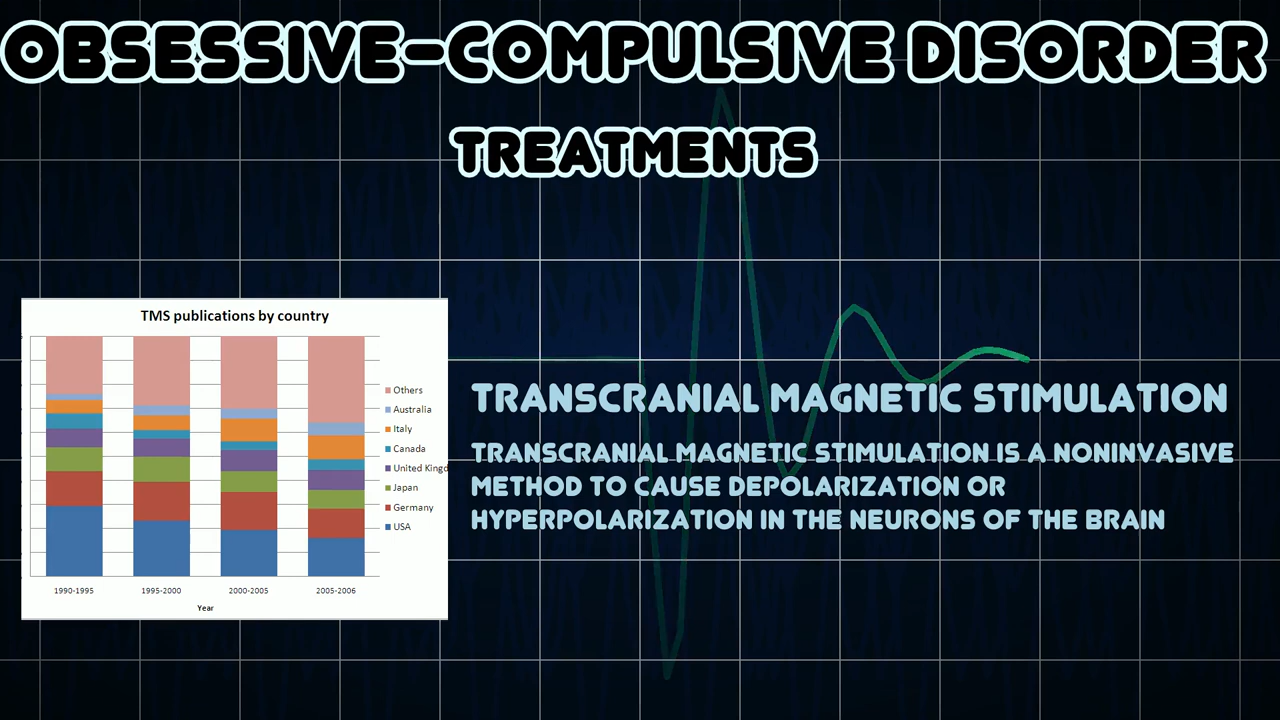 OBSESSIVE-COMPULSIVE DISORDER
TREATMENTS
TMS publications by country
Others
Australia
Italy
Canada
United Kingd
Japan
Germany
USA
1990-1995 1995-2000 2000-2005 2005-2006
Year
TRANSCRANIAL MAGNETIC STIMULATION
TRANSCRANIAL MAGNETIC STIMULATION IS A NONINVASIVE
METHOD TO CAUSE DEPOLARIZATION OR
HYPERPOLARIZATION IN THE NEURONS OF THE BRAIN